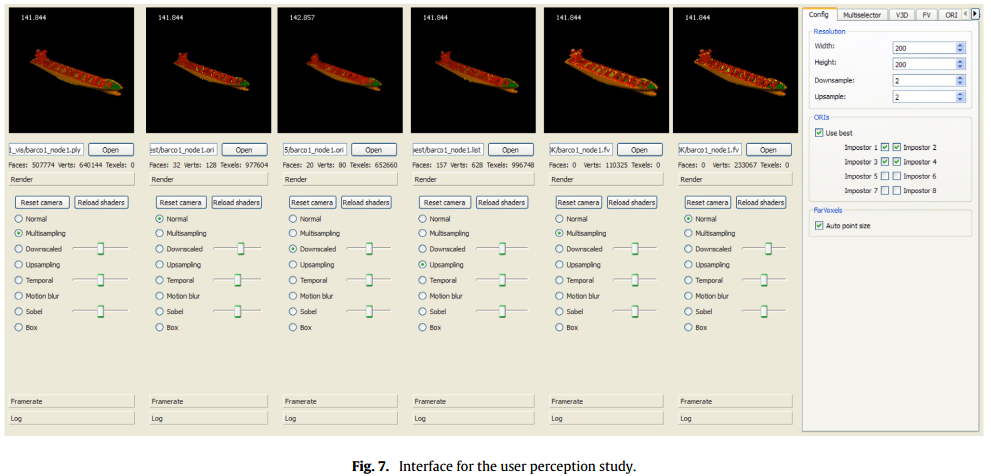 141.844
141.844
142.857
141.844
141.844
141.844
1_vis/barco1_node1.ply Open
est/barco1_node1.ori Open
5/barco1_node1.ori Open
est/barco1_node1.list Open
K/barco1_node1.fv Open
K/barco1_node1.fv Open
Faces: 507774 Verts: 640144 Texels: 0
Faces: 32 Verts: 128 Texels: 977604
Faces: 20 Verts: 80 Texels: 652660
Faces: 157 Verts: 628 Texels: 996748
Faces: 0 Verts: 110325 Texels: 0
Faces: 0 Verts: 233067 Texels: 0
Render
Render
Render
Render
Render
Render
Reset camera Reload shaders
Normal
Multisampling
Downscaled
Upsampling
Temporal
Motion blur
Sobel
Box
Reset camera Reload shaders
Normal
Multisampling
Downscaled
Upsampling
Temporal
Motion blur
Sobel
Box
Reset camera Reload shaders
Normal
Multisampling
Downscaled
Upsampling
Temporal
Motion blur
Sobel
Box
Reset camera Reload shaders
Normal
Multisampling
Downscaled
Upsampling
Temporal
Motion blur
Sobel
Box
Reset camera Reload shaders
Normal
Multisampling
Downscaled
Upsampling
Temporal
Motion blur
Sobel
Box
Reset camera Reload shaders
Normal
Multisampling
Downscaled
Upsampling
Temporal
Motion blur
Sobel
Box
Framerate
Framerate
Framerate
Framerate
Framerate
Framerate
Log
Log
Log
Log
Log
Log
Config Multiselector V3D FV ORI
Resolution
Width: 200
Height: 200
Downsample: 2
Upsample: 2
ORIs
Use best
Impostor 1 Impostor 2
Impostor 3 Impostor 4
Impostor 5 Impostor 6
Impostor 7 Impostor 8
FarVoxels
Auto point size
Fig. 7. Interface for the user perception study.